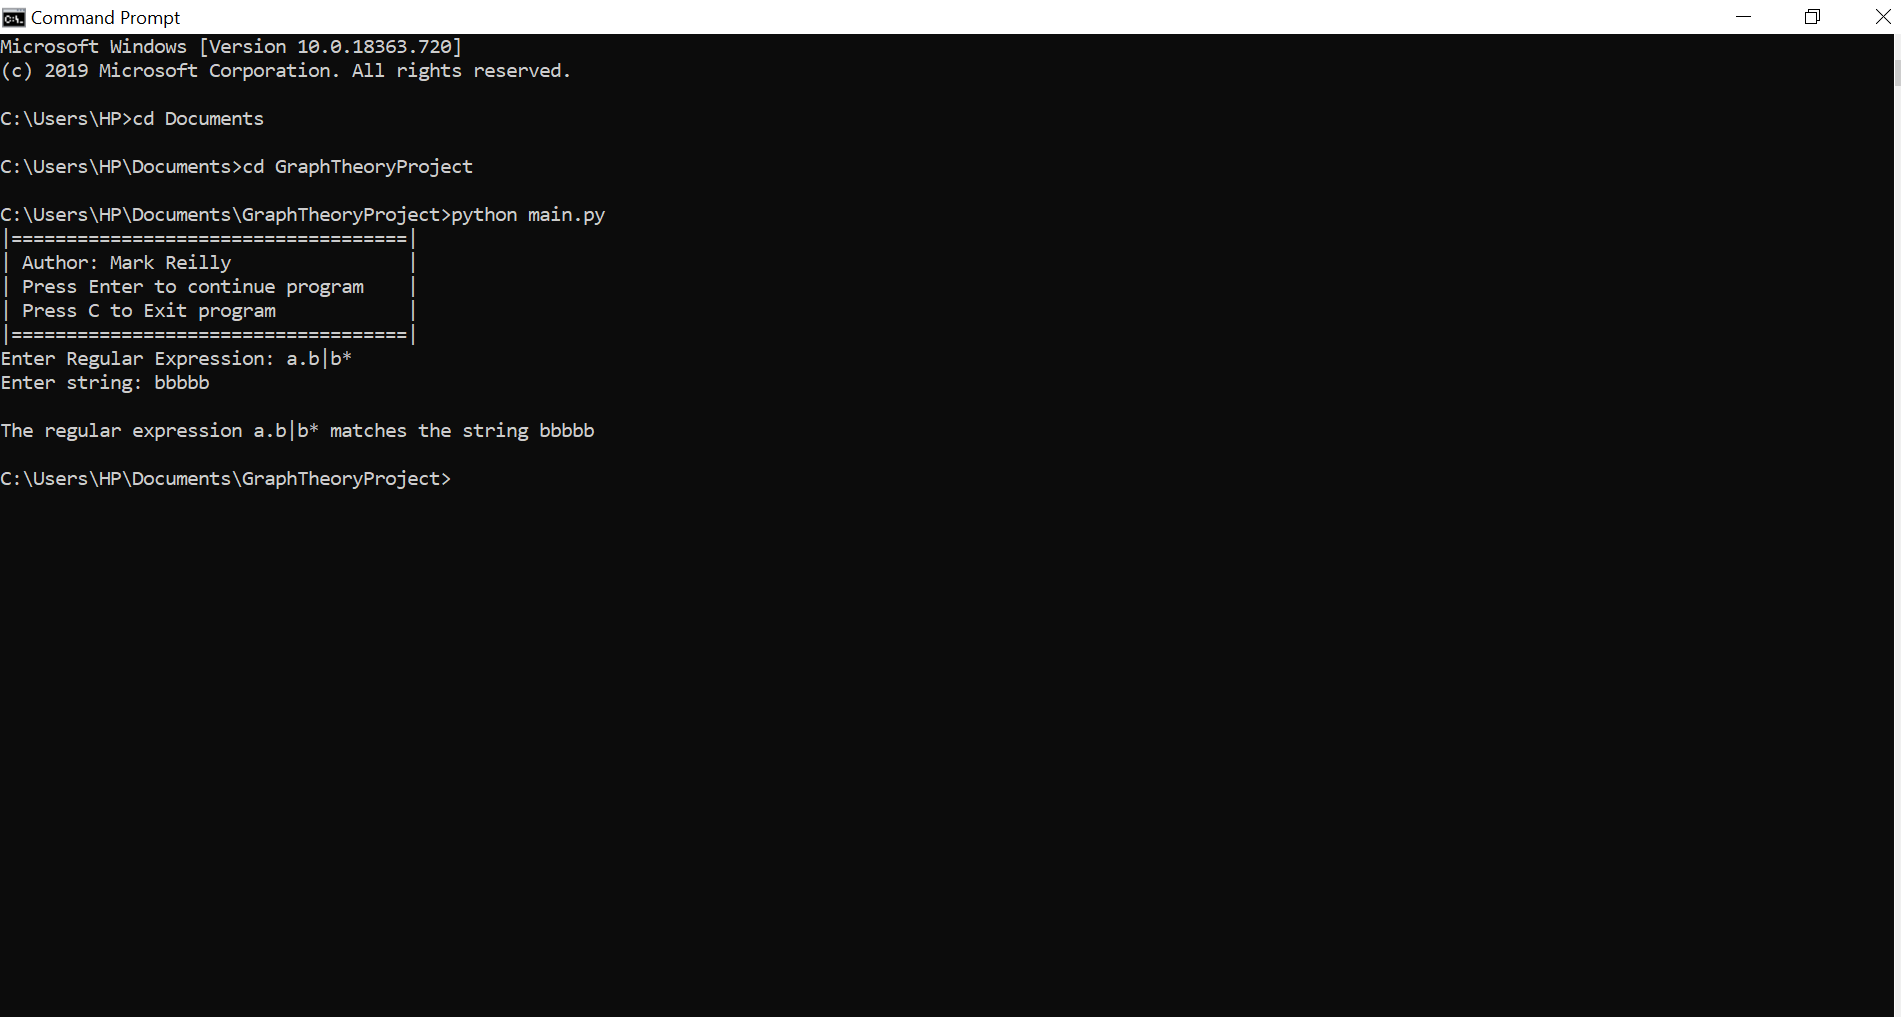 Command Prompt
Microsoft Windows [Version 10.0.18363.720]
(c) 2019 Microsoft Corporation. All rights reserved.
C:\Users\HP>cd Documents
C:\Users\HP\Documents>cd GraphTheoryProject
C:\Users\HP\Documents\GraphTheoryProject>python main.py
|====================================|
| Author: Mark Reilly                |
| Press Enter to continue program    |
| Press C to Exit program            |
|====================================|
Enter Regular Expression: a.b|b*
Enter string: bbbbb
The regular expression a.b|b* matches the string bbbbb
C:\Users\HP\Documents\GraphTheoryProject>